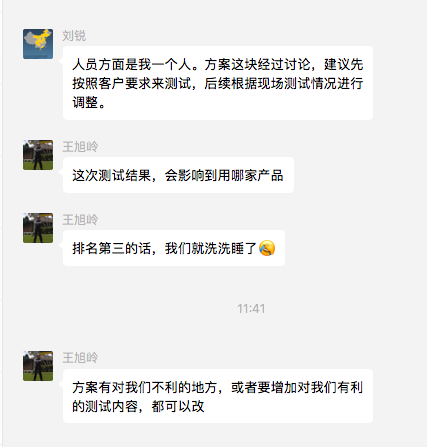 刘锐
人员方面是我一个人。方案这块经过讨论，建议先
按照客户要求来测试，后续根据现场测试情况进行
调整。
王旭岭
这次测试结果，会影响到用哪家产品
王旭岭
排名第三的话，我们就洗洗睡了😂
11:41
王旭岭
方案有对我们不利的地方，或者要增加对我们有利
的测试内容，都可以改